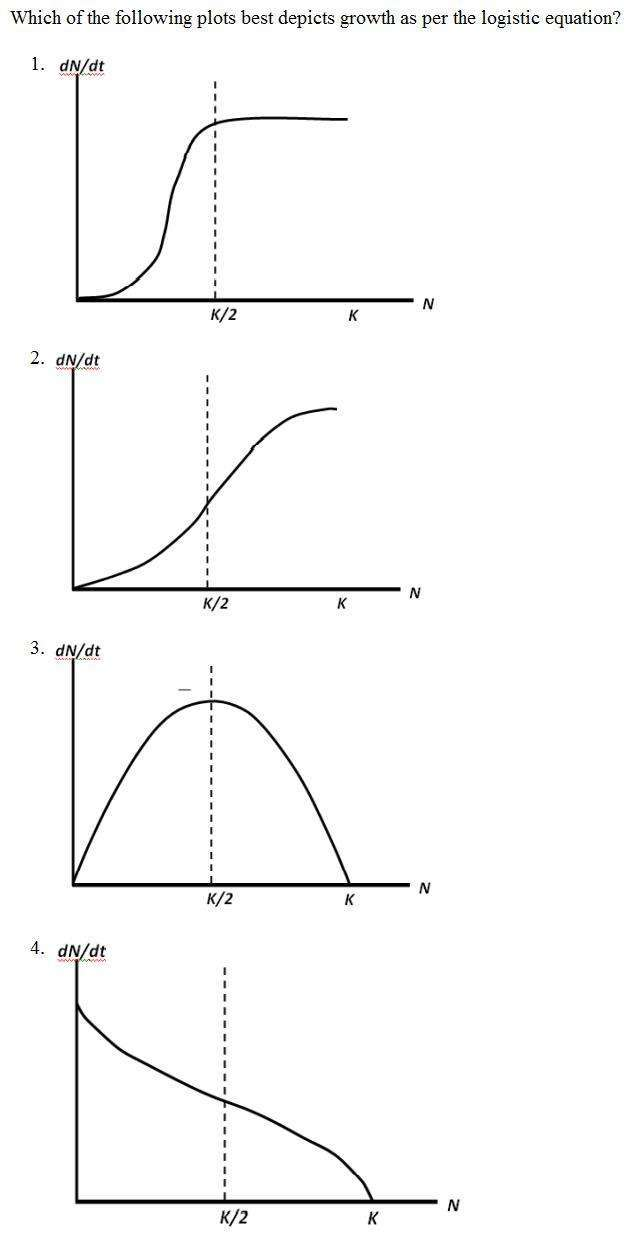 Which of the following plots best depicts growth as per the logistic equation?
1. dN/dt
N
K/2 K
2. dN/dt
N
K/2 K
3. dN/dt
N
K/2 K
4. dN/dt
N
K/2 K